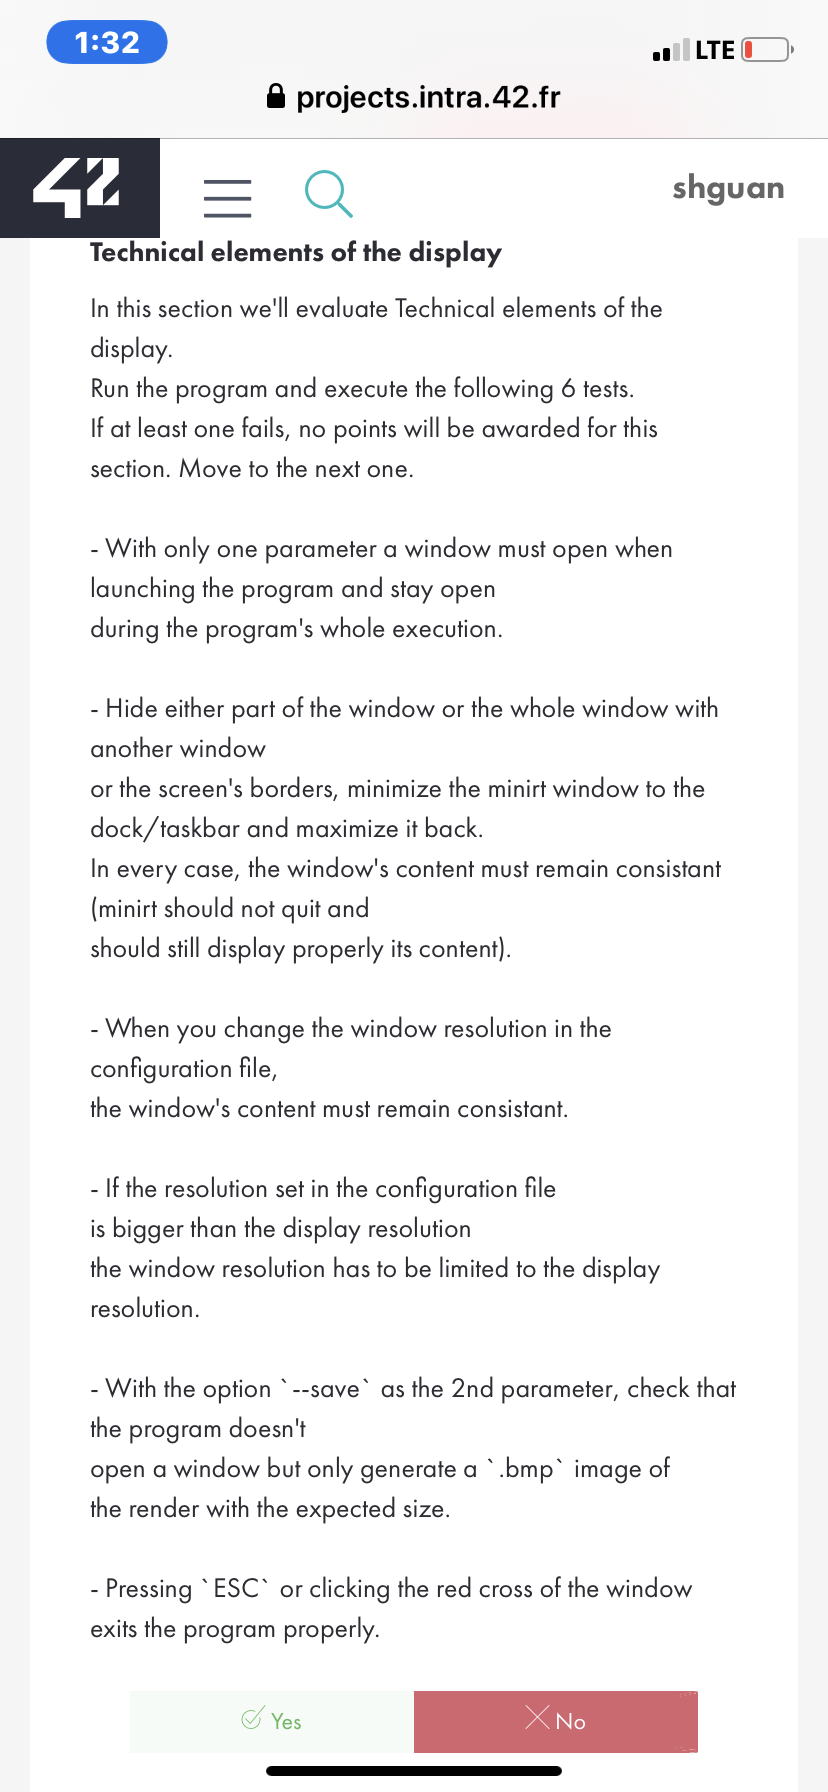 1:32
LTE
projects.intra.42.fr
42
shguan
Technical elements of the display
In this section we'll evaluate Technical elements of the
display.
Run the program and execute the following 6 tests.
If at least one fails, no points will be awarded for this
section. Move to the next one.
- With only one parameter a window must open when
launching the program and stay open
during the program's whole execution.
- Hide either part of the window or the whole window with
another window
or the screen's borders, minimize the minirt window to the
dock/taskbar and maximize it back.
In every case, the window's content must remain consistant
(minirt should not quit and
should still display properly its content).
- When you change the window resolution in the
configuration file,
the window's content must remain consistant.
- If the resolution set in the configuration file
is bigger than the display resolution
the window resolution has to be limited to the display
resolution.
- With the option `--save` as the 2nd parameter, check that
the program doesn't
open a window but only generate a `.bmp` image of
the render with the expected size.
- Pressing `ESC` or clicking the red cross of the window
exits the program properly.
Yes
No